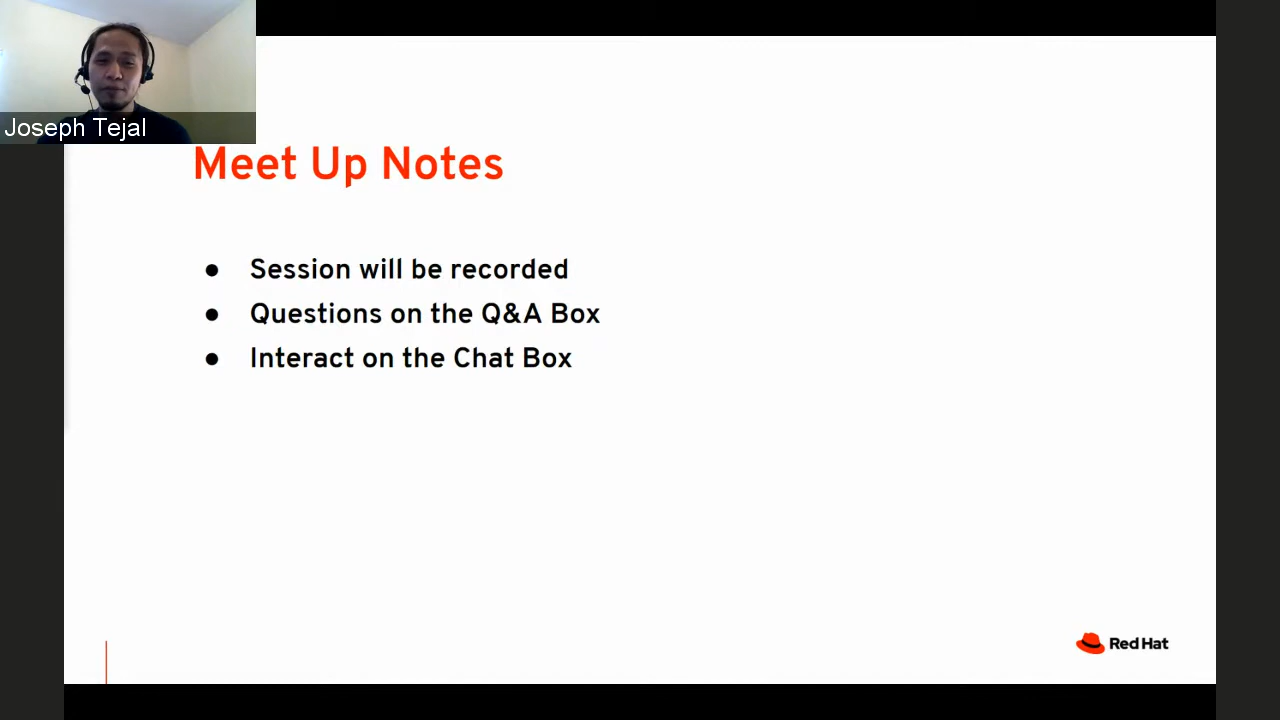 Joseph Tejal
Meet Up Notes
● Session will be recorded
● Questions on the Q&A Box
● Interact on the Chat Box
Red Hat